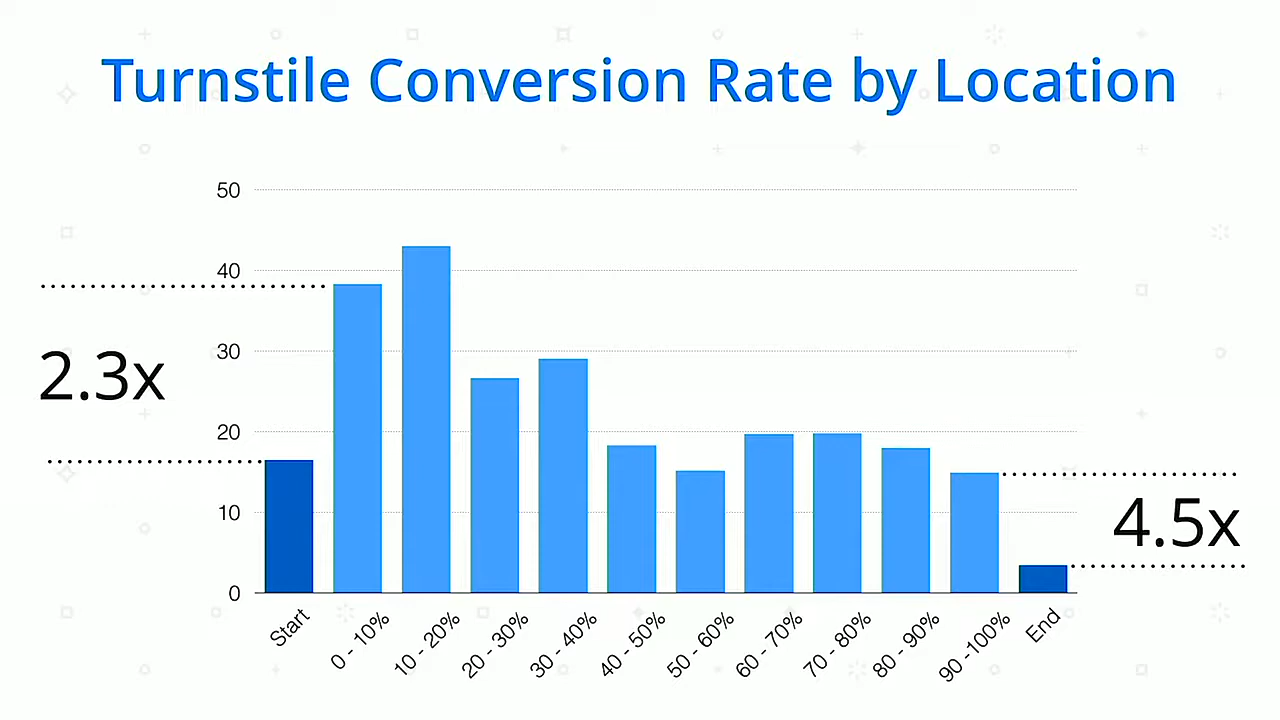 Turnstile Conversion Rate by Location
50
40
30
20
10
0
2.3x
4.5x
Start
0 - 10%
10 - 20%
20 - 30%
30 - 40%
40 - 50%
50 - 60%
60 - 70%
70 - 80%
80 - 90%
90 -100%
End